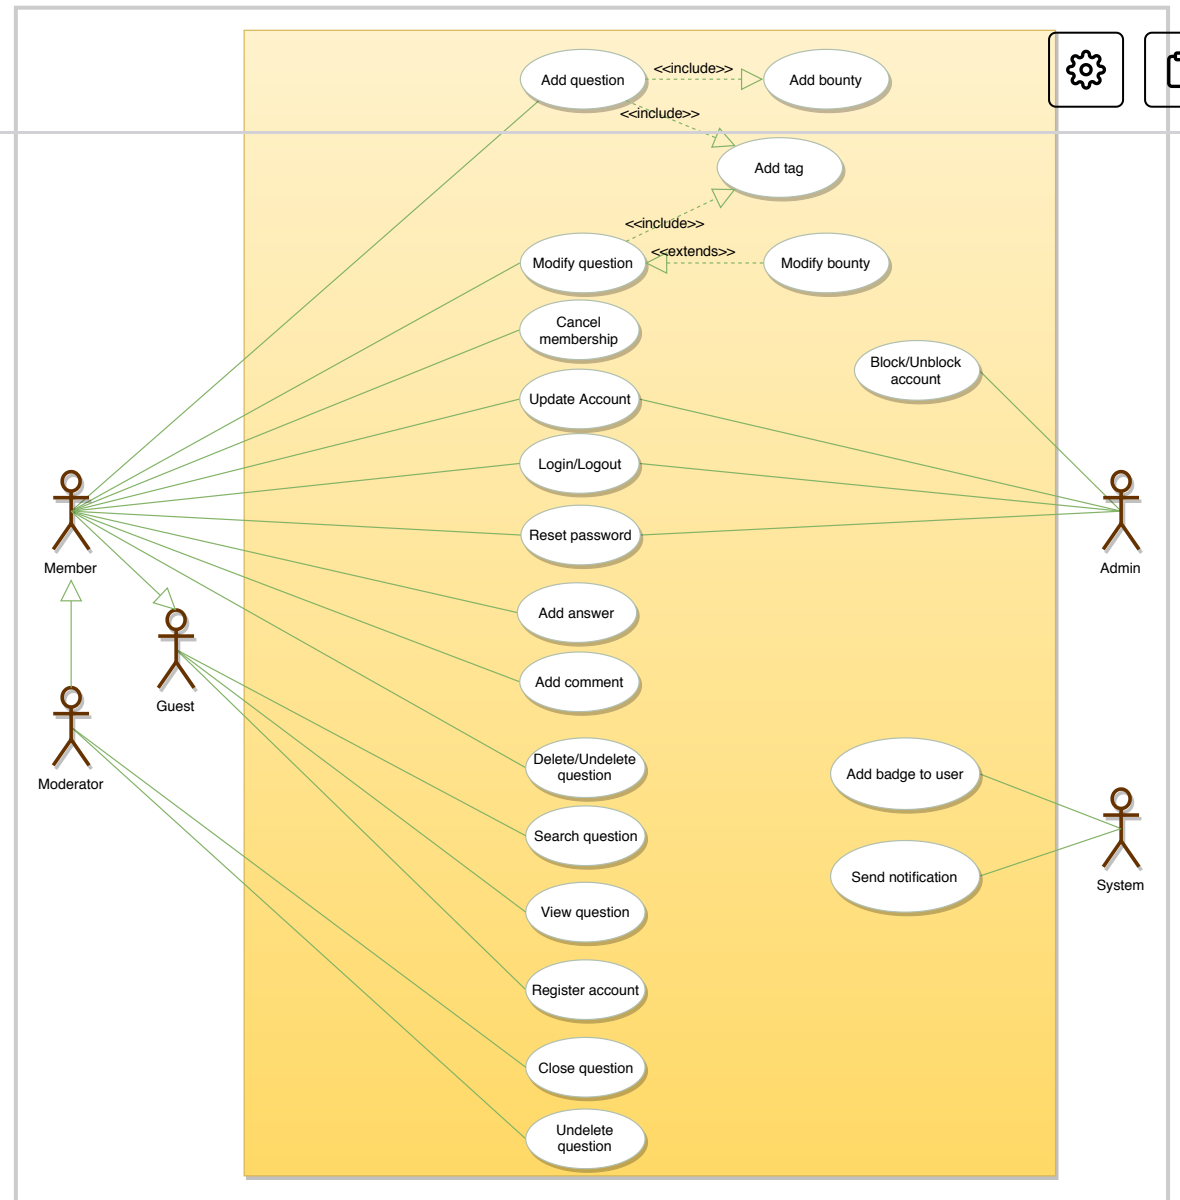 Add question
<<include>>
Add bounty
<<include>>
Add tag
<<include>>
Modify question
<<extends>>
Modify bounty
Cancel
membership
Block/Unblock
account
Update Account
Login/Logout
Reset password
Member
Admin
Add answer
Add comment
Guest
Moderator
Delete/Undelete
question
Add badge to user
Search question
Send notification
System
View question
Register account
Close question
Undelete
question